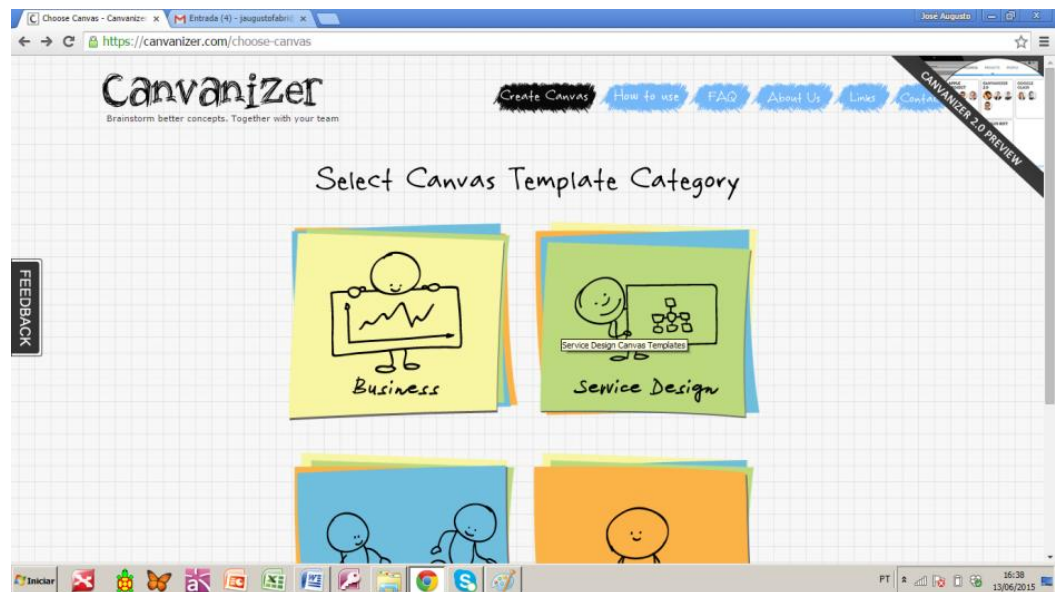 Choose Canvas - Canvanize
Entrada (4) - jaugustofabri
Jose Augusto
https://canvanizer.com/choose-canvas
Canvanizer
Brainstorm better concepts. Together with your team
Create Canvas
How to use
FAQ
About Us
Links
CANVANIZER 2.0 PREVIEW
Select Canvas Template Category
FEEDBACK
Business
Service Design Canvas Templates
Service Design
Iniciar
PT
16:38
13/06/2015